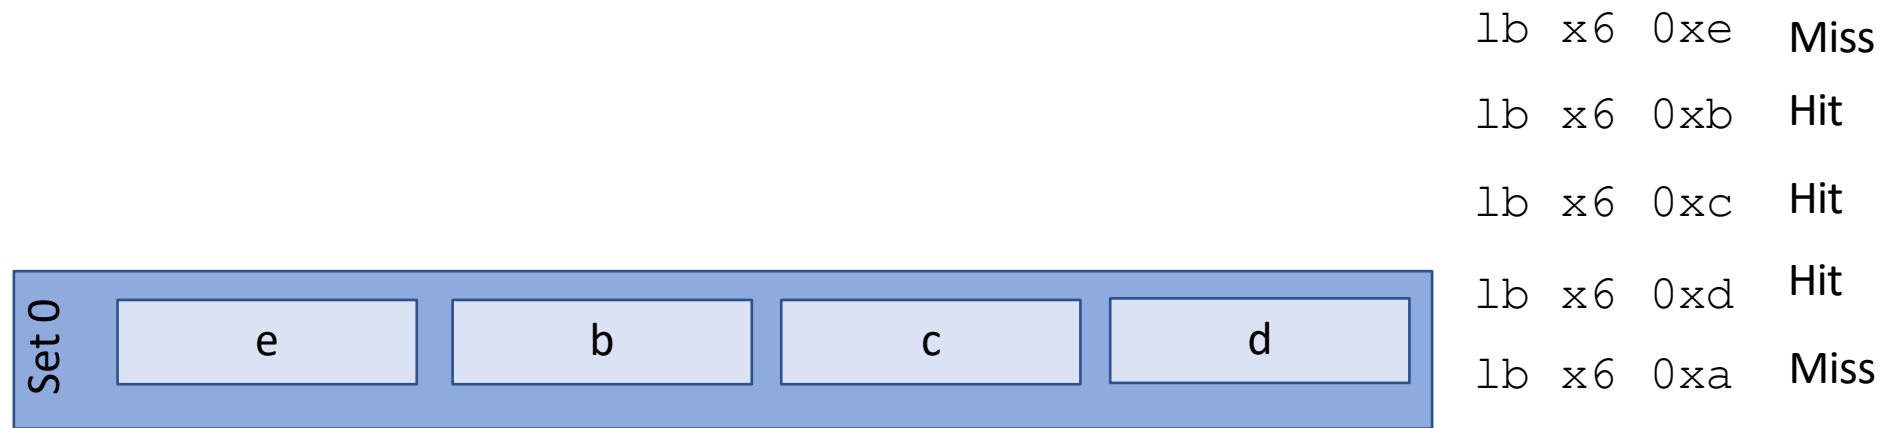 lb x6 0xe Miss
lb x6 0xb Hit
lb x6 0xc Hit
lb x6 0xd Hit
lb x6 0xa Miss
Set 0
e b c d